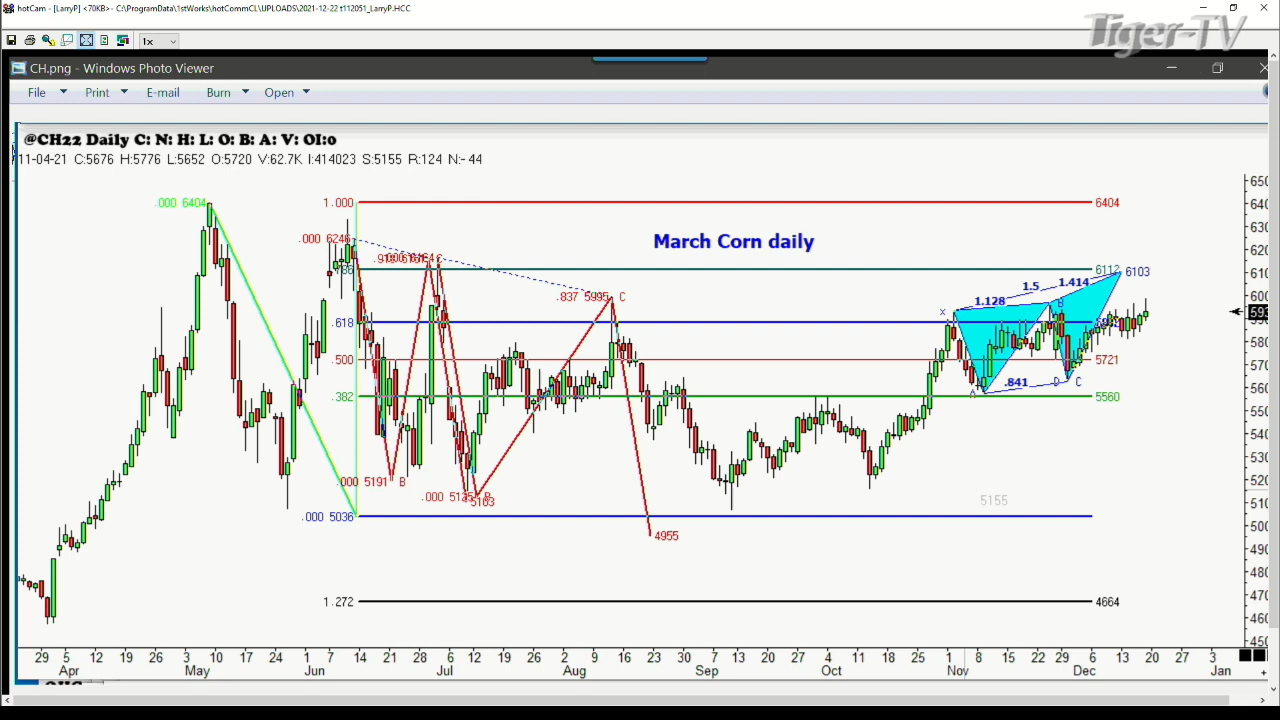 hotCam - [LarryP] <70KB>- C:\ProgramData\1stWorks\hotCommCL\UPLOADS\2021-12-22 t112051_LarryP.HCC
1x
Tiger-TV
CH.png - Windows Photo Viewer
File Print E-mail Burn Open
@CH22 Daily C: N: H: L: O: B: A: V: OI:0
11-04-21 C:5676 H:5776 L:5652 O:5720 V:62.7K I:414023 S:5155 R:124 N:- 44
.000 6404
1.000
6404
.000 6246
March Corn daily
6112
6103
1.414
1.5
1.128
.837 5995 C
X
B
.618
.500
5721
.841
D C
A
.382
5560
.000 5191 B
5103
5155
.000 5036
4955
1.272
4664
650
640
630
620
610
600
593
580
570
560
550
540
530
520
510
500
490
480
470
460
450
29 5 12 19 26 3 10 17 24 1 7 14 21 28 6 12 19 26 2 9 16 23 30 7 13 20 27 4 11 18 25 1 8 15 22 29 6 13 20 27 3
Apr May Jun Jul Aug Sep Oct Nov Dec Jan